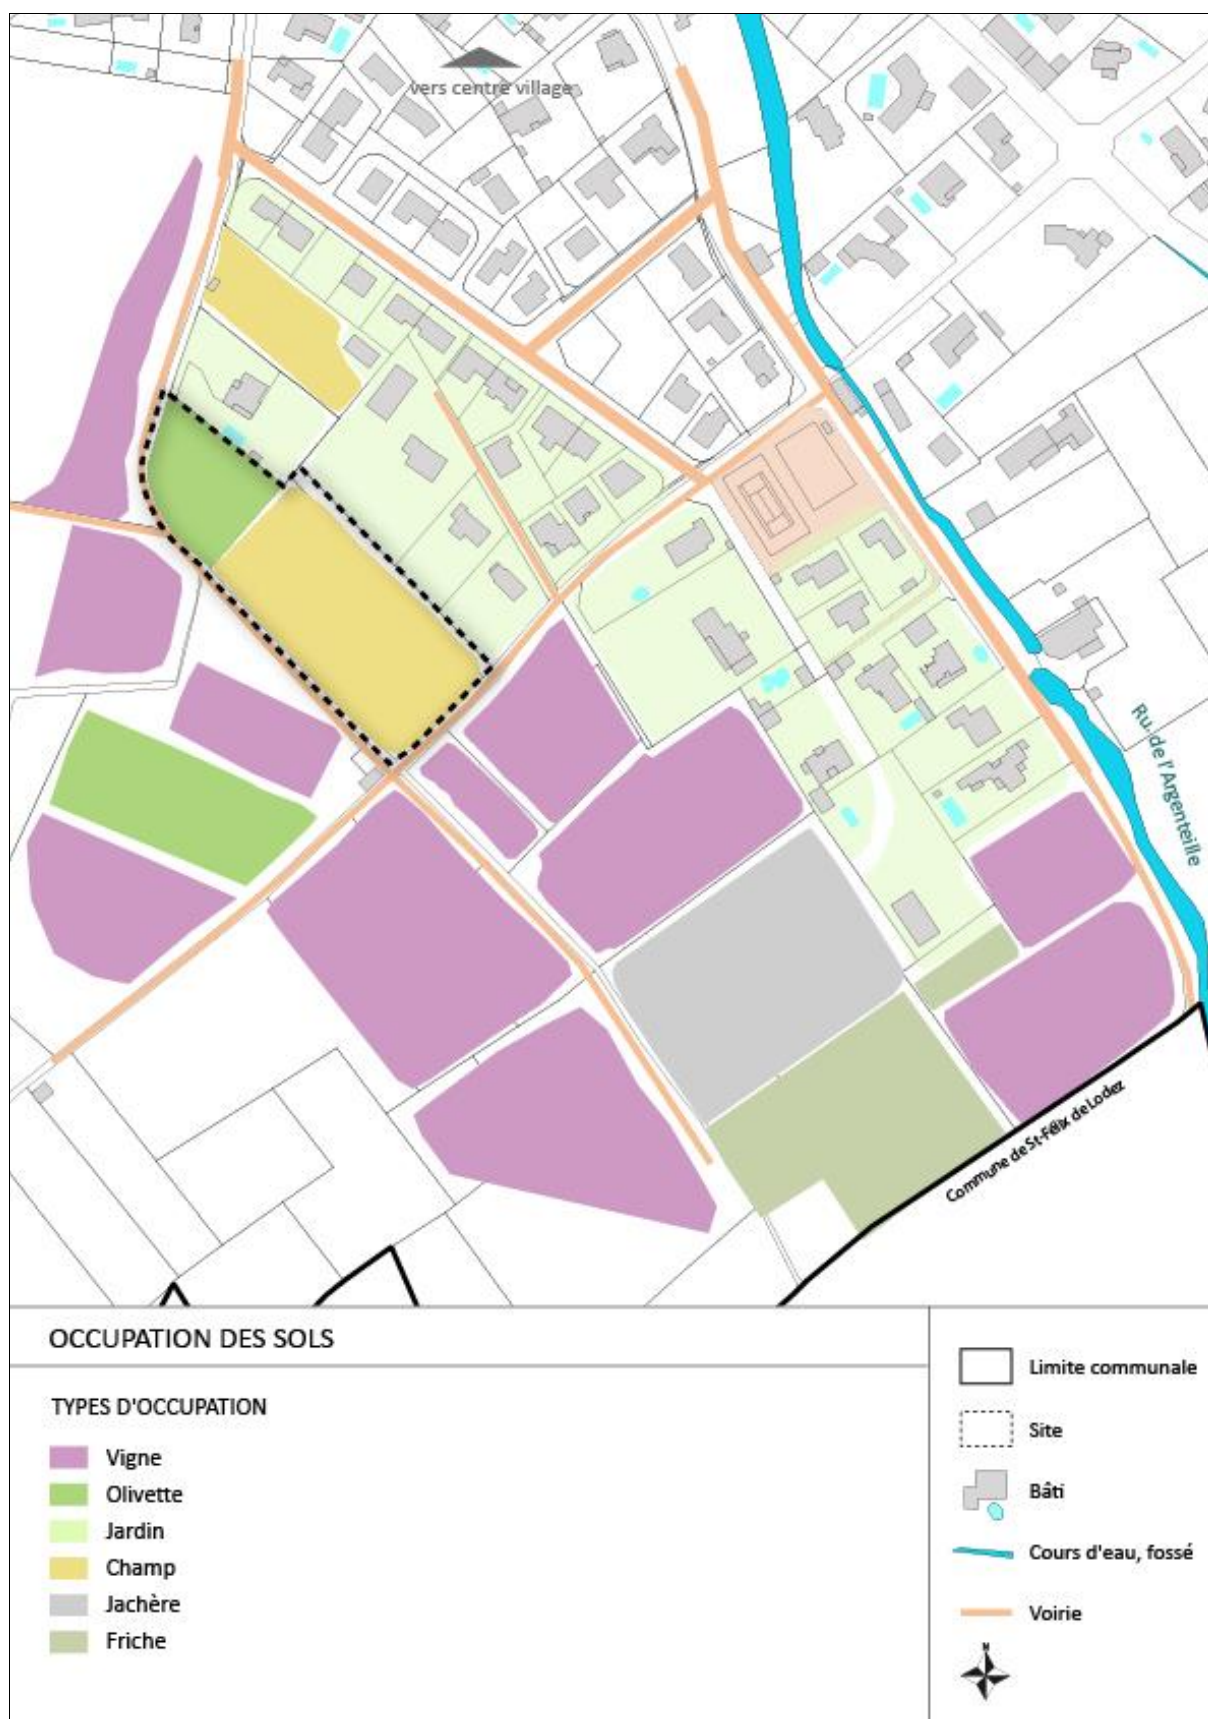 vers centre village
Ru de l'Argenteille
Commune de St-Félix de Lodez
OCCUPATION DES SOLS
TYPES D'OCCUPATION
Vigne
Olivette
Jardin
Champ
Jachère
Friche
Limite communale
Site
Bâti
Cours d'eau, fossé
Voirie
N